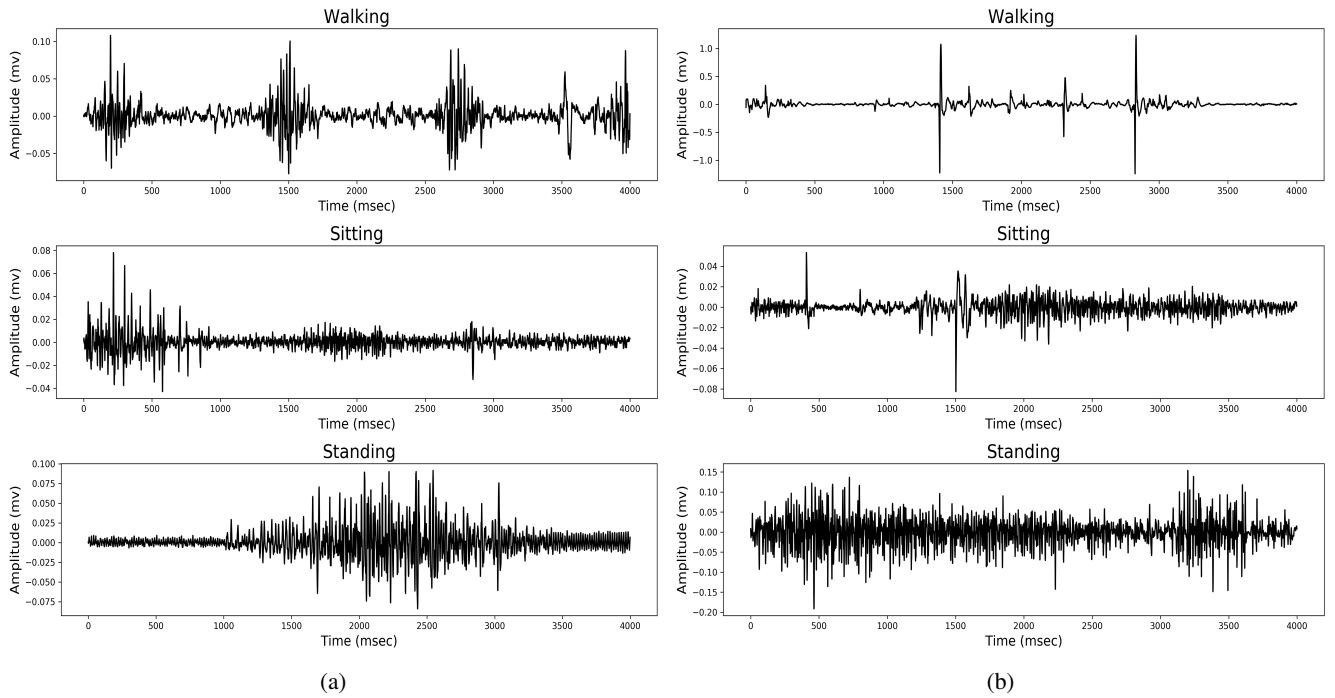 Walking
Amplitude (mv)
0.10
0.05
0.00
−0.05
0 500 1000 1500 2000 2500 3000 3500 4000
Time (msec)
Sitting
Amplitude (mv)
0.08
0.06
0.04
0.02
0.00
−0.02
−0.04
0 500 1000 1500 2000 2500 3000 3500 4000
Time (msec)
Standing
Amplitude (mv)
0.100
0.075
0.050
0.025
0.000
−0.025
−0.050
−0.075
0 500 1000 1500 2000 2500 3000 3500 4000
Time (msec)
(a)
Walking
Amplitude (mv)
1.0
0.5
0.0
−0.5
−1.0
0 500 1000 1500 2000 2500 3000 3500 4000
Time (msec)
Sitting
Amplitude (mv)
0.04
0.02
0.00
−0.02
−0.04
−0.06
−0.08
0 500 1000 1500 2000 2500 3000 3500 4000
Time (msec)
Standing
Amplitude (mv)
0.15
0.10
0.05
0.00
−0.05
−0.10
−0.15
−0.20
0 500 1000 1500 2000 2500 3000 3500 4000
Time (msec)
(b)